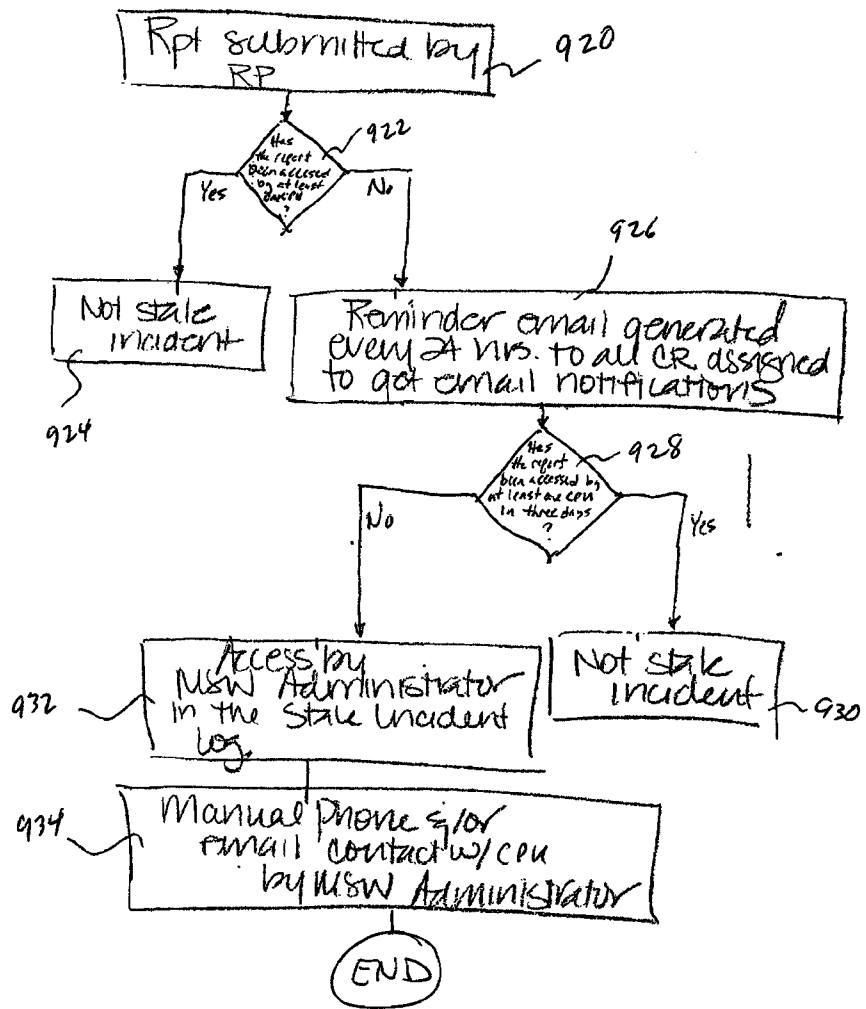 Rpt submitted by
RP
920
922
Has
the report
been accessed
by at least
?
Yes
No
926
Not stale
incident
924
Reminder email generated
every 24 hrs. to all CR assigned
to get email notifications
928
Has
the report
been accessed by
at least one cpu
in three days
?
No
Yes
Access by
MSW Administrator
in the Stale Incident
Log.
932
Not stale
incident
930
Manual phone &/or
email contact w/ cpu
by MSW Administrator
934
END